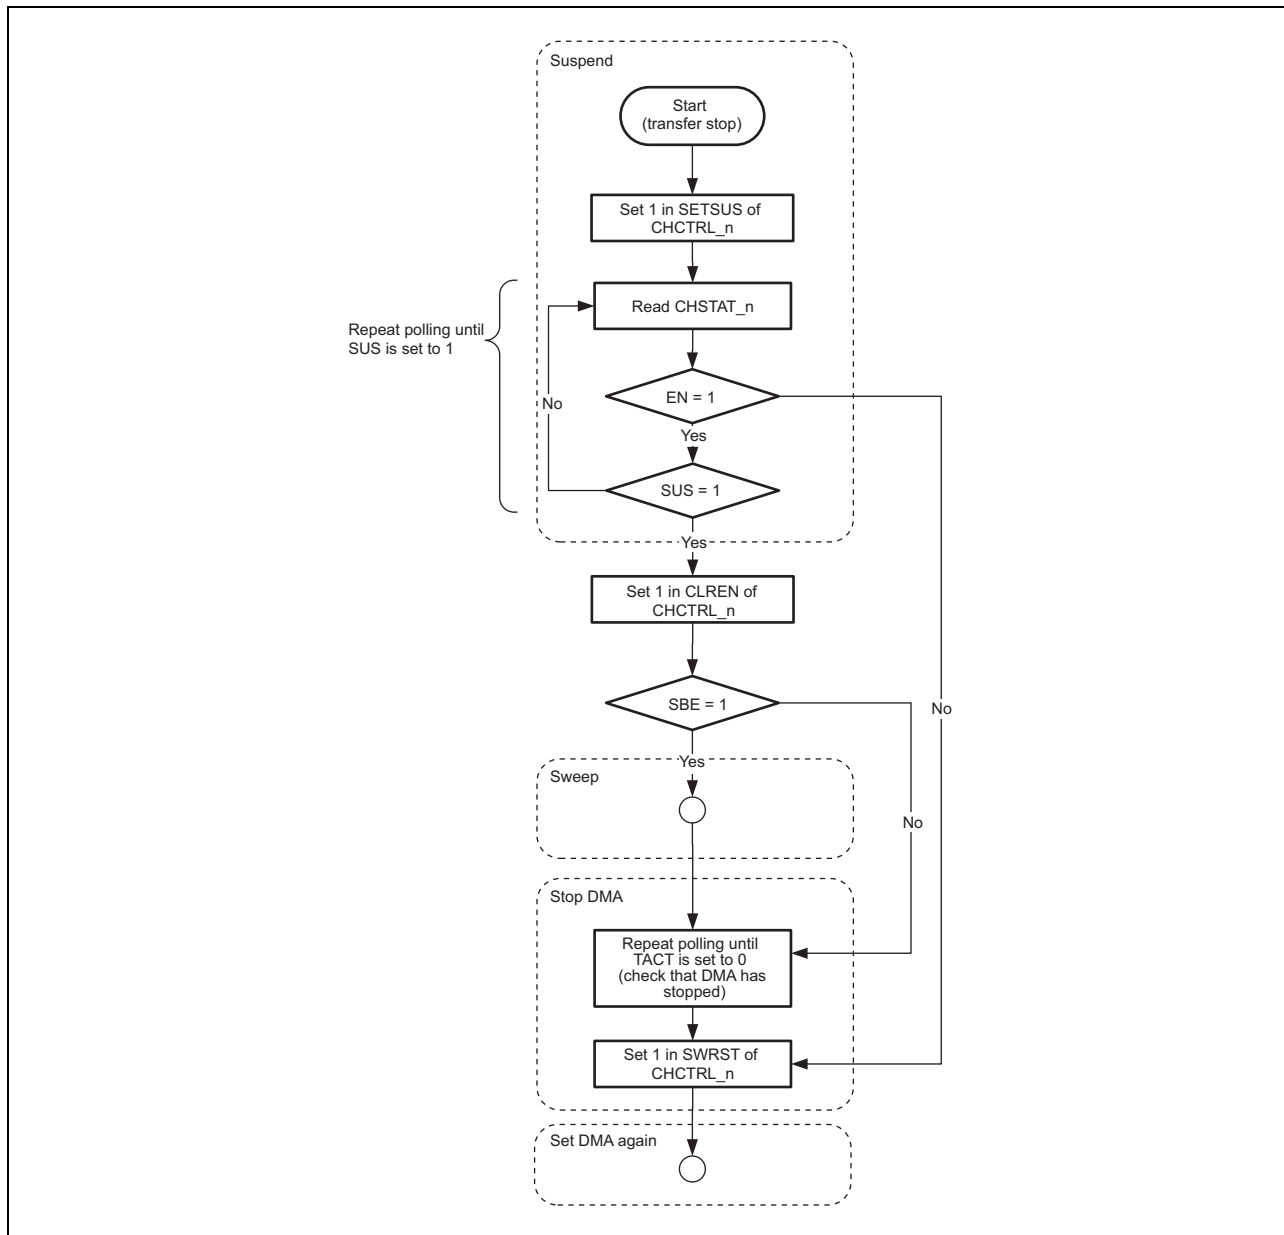 Suspend
Start
(transfer stop)
Set 1 in SETSUS of
CHCTRL_n
Read CHSTAT_n
Repeat polling until
SUS is set to 1
EN = 1
No
Yes
SUS = 1
Yes
Set 1 in CLREN of
CHCTRL_n
SBE = 1
No
Yes
Sweep
No
Stop DMA
Repeat polling until
TACT is set to 0
(check that DMA has
stopped)
Set 1 in SWRST of
CHCTRL_n
Set DMA again